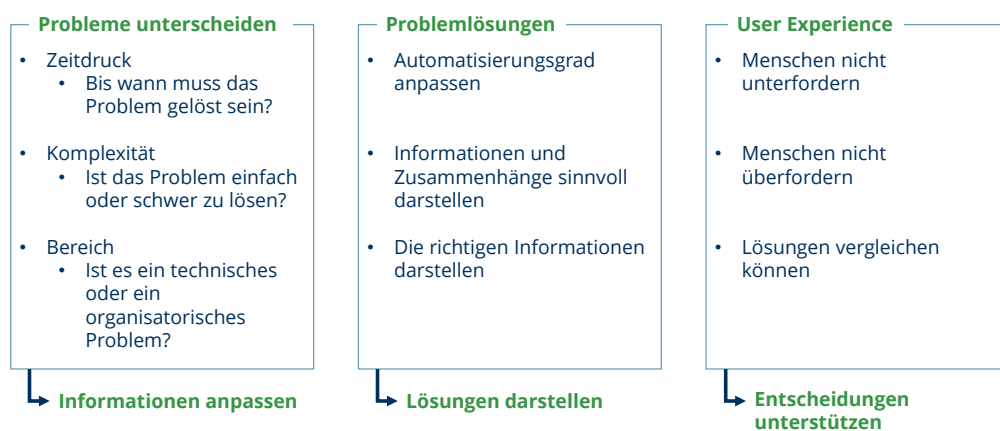 Probleme unterscheiden
• Zeitdruck
• Bis wann muss das
Problem gelöst sein?
• Komplexität
• Ist das Problem einfach
oder schwer zu lösen?
• Bereich
• Ist es ein technisches
oder ein
organisatorisches
Problem?
Informationen anpassen
Problemlösungen
• Automatisierungsgrad
anpassen
• Informationen und
Zusammenhänge sinnvoll
darstellen
• Die richtigen Informationen
darstellen
Lösungen darstellen
User Experience
• Menschen nicht
unterfordern
• Menschen nicht
überfordern
• Lösungen vergleichen
können
Entscheidungen
unterstützen